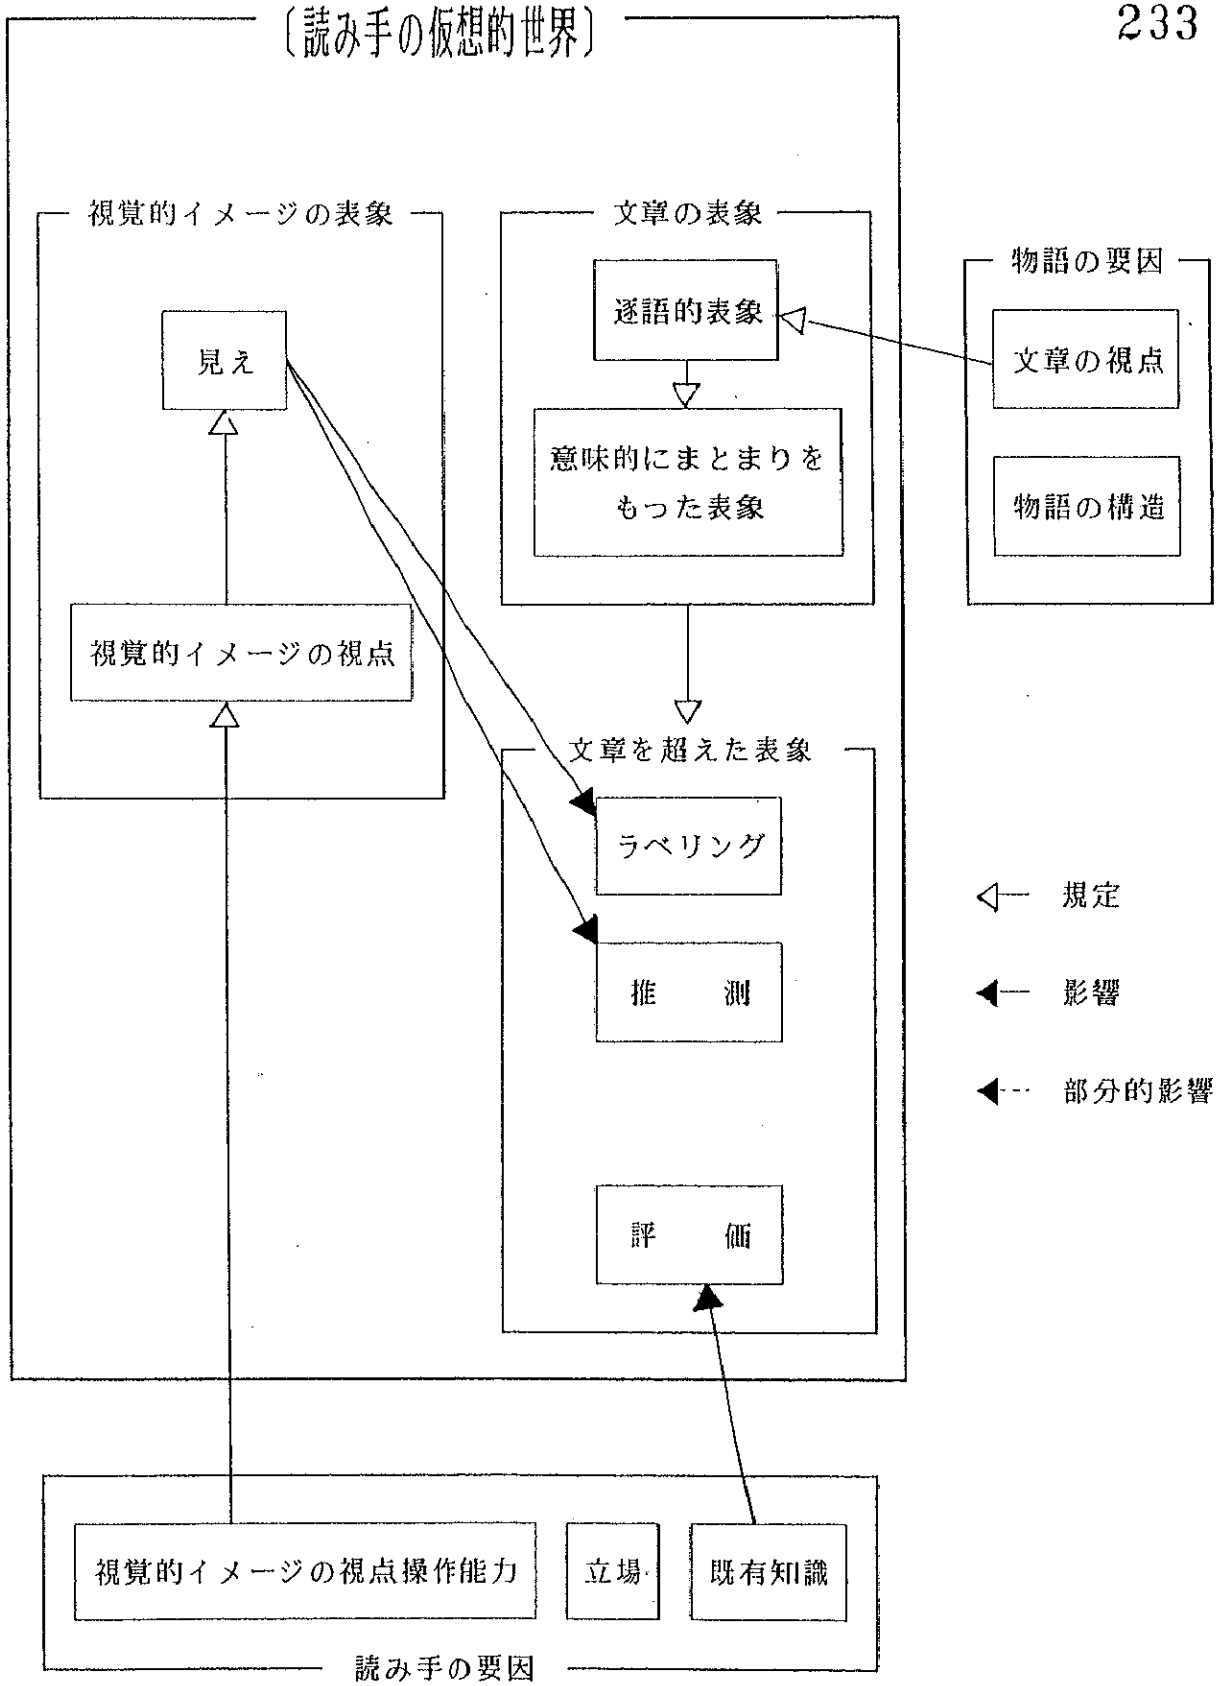 233
〔読み手の仮想的世界〕
視覚的イメージの表象
見え
視覚的イメージの視点
文章の表象
逐語的表象
意味的にまとまりを
もった表象
物語の要因
文章の視点
物語の構造
文章を超えた表象
ラベリング
推 測
評 価
規定
影響
部分的影響
視覚的イメージの視点操作能力
立場
既有知識
読み手の要因